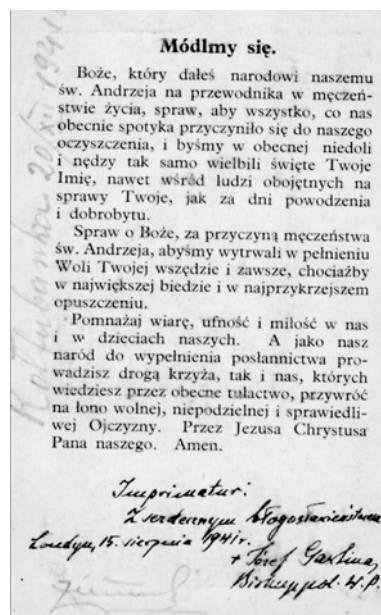 Módlmy się.
Boże, który dałeś narodowi naszemu
św. Andrzeja na przewodnika w męczeń-
stwie życia, spraw, aby wszystko, co nas
obecnie spotyka przyczyniło się do naszego
oczyszczenia, i byśmy w obecnej niedoli
i nędzy tak samo wielbili święte Twoje
Imię, nawet wśród ludzi obojętnych na
sprawy Twoje, jak za dni powodzenia
i dobrobytu.
Spraw o Boże, za przyczyną męczeństwa
św. Andrzeja, abyśmy wytrwali w pełnieniu
Woli Twojej wszędzie i zawsze, chociażby
w największej biedzie i w najprzykrzejszem
opuszczeniu.
Pomnażaj wiarę, ufność i miłość w nas
i w dzieciach naszych. A jako nasz
naród do wypełnienia posłannictwa pro-
wadzisz drogą krzyża, tak i nas, których
wiedziesz przez obecne tułactwo, przywróć
na łono wolnej, niepodzielnej i sprawiedli-
wej Ojczyzny. Przez Jezusa Chrystusa
Pana naszego. Amen.
Imprimatur:
Z serdecznym błogosławieństwem
Londyn, 15. sierpnia 1941 r.
+ Józef Gawlina,
Biskup pol. W.P.
20/XII 1941